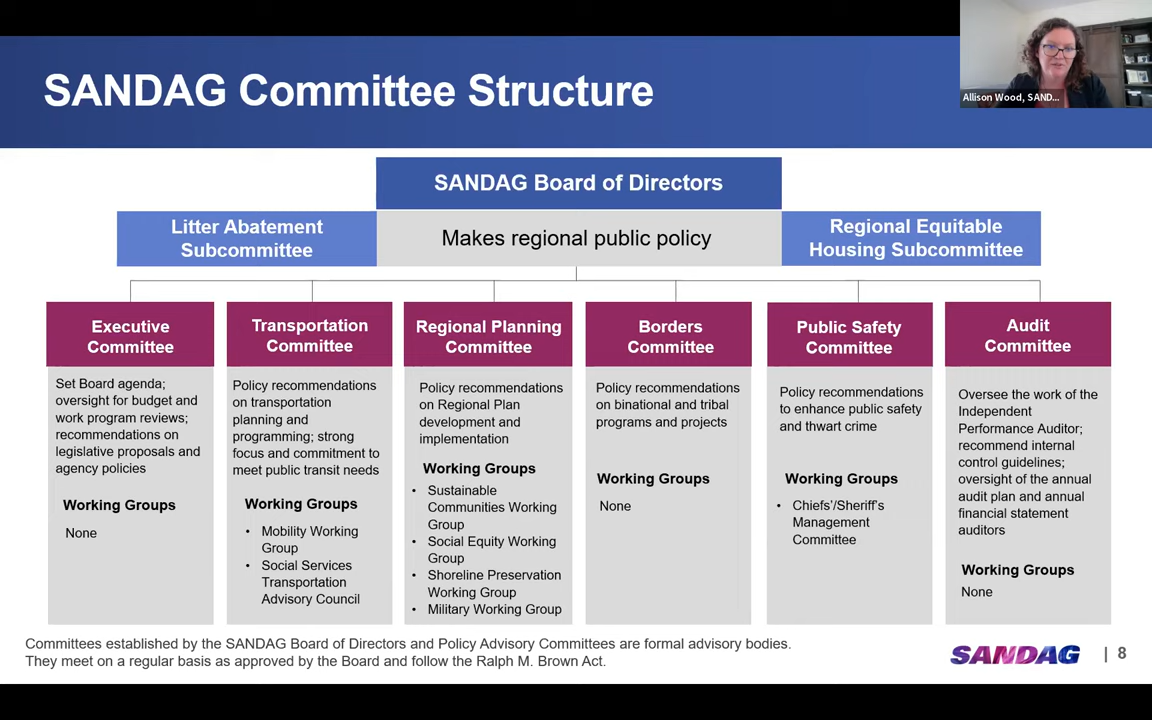 SANDAG Committee Structure
Allison Wood, SAND...
SANDAG Board of Directors
Litter Abatement
Subcommittee
Makes regional public policy
Regional Equitable
Housing Subcommittee
Executive
Committee
Set Board agenda;
oversight for budget and
work program reviews;
recommendations on
legislative proposals and
agency policies
Working Groups
None
Transportation
Committee
Policy recommendations
on transportation
planning and
programming; strong
focus and commitment to
meet public transit needs
Working Groups
• Mobility Working
Group
• Social Services
Transportation
Advisory Council
Regional Planning
Committee
Policy recommendations
on Regional Plan
development and
implementation
Working Groups
• Sustainable
Communities Working
Group
• Social Equity Working
Group
• Shoreline Preservation
Working Group
• Military Working Group
Borders
Committee
Policy recommendations
on binational and tribal
programs and projects
Working Groups
None
Public Safety
Committee
Policy recommendations
to enhance public safety
and thwart crime
Working Groups
• Chiefs'/Sheriff's
Management
Committee
Audit
Committee
Oversee the work of the
Independent
Performance Auditor;
recommend internal
control guidelines;
oversight of the annual
audit plan and annual
financial statement
auditors
Working Groups
None
Committees established by the SANDAG Board of Directors and Policy Advisory Committees are formal advisory bodies.
They meet on a regular basis as approved by the Board and follow the Ralph M. Brown Act.
SANDAG | 8